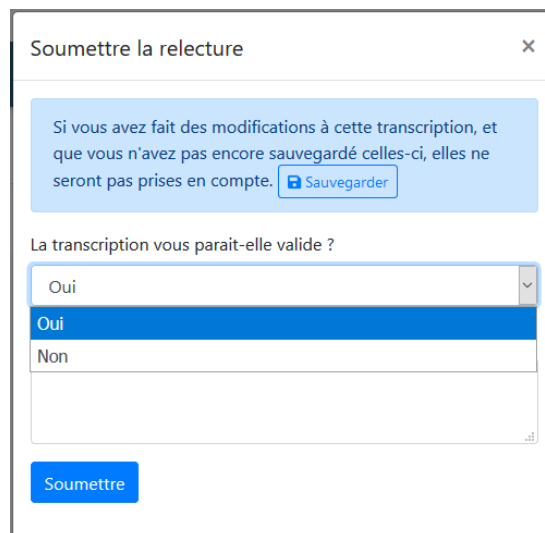 Soumettre la relecture ×
Si vous avez fait des modifications à cette transcription, et
que vous n'avez pas encore sauvegardé celles-ci, elles ne
seront pas prises en compte. Sauvegarder
La transcription vous parait-elle valide ?
Oui
Oui
Non
Soumettre